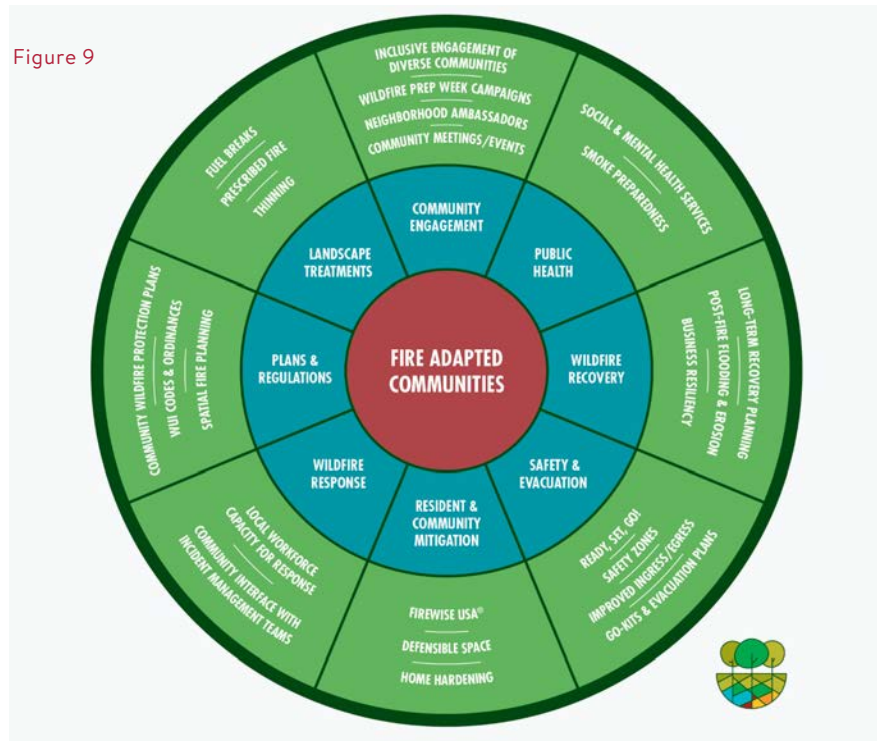 Figure 9
INCLUSIVE ENGAGEMENT OF
DIVERSE COMMUNITIES
WILDFIRE PREP WEEK CAMPAIGNS
NEIGHBORHOOD AMBASSADORS
COMMUNITY MEETINGS/EVENTS
SOCIAL & MENTAL HEALTH SERVICES
SMOKE PREPAREDNESS
LONG-TERM RECOVERY PLANNING
POST-FIRE FLOODING & EROSION
BUSINESS RESILIENCY
READY, SET, GO!
SAFETY ZONES
IMPROVED INGRESS/EGRESS
GO-KITS & EVACUATION PLANS
FIREWISE USA®
DEFENSIBLE SPACE
HOME HARDENING
LOCAL WORKFORCE
CAPACITY FOR RESPONSE
COMMUNITY INTERFACE WITH
INCIDENT MANAGEMENT TEAMS
COMMUNITY WILDFIRE PROTECTION PLANS
WUI CODES & ORDINANCES
SPATIAL FIRE PLANNING
FUEL BREAKS
PRESCRIBED FIRE
THINNING
COMMUNITY
ENGAGEMENT
PUBLIC
HEALTH
WILDFIRE
RECOVERY
SAFETY &
EVACUATION
RESIDENT &
COMMUNITY
MITIGATION
WILDFIRE
RESPONSE
PLANS &
REGULATIONS
LANDSCAPE
TREATMENTS
FIRE ADAPTED
COMMUNITIES